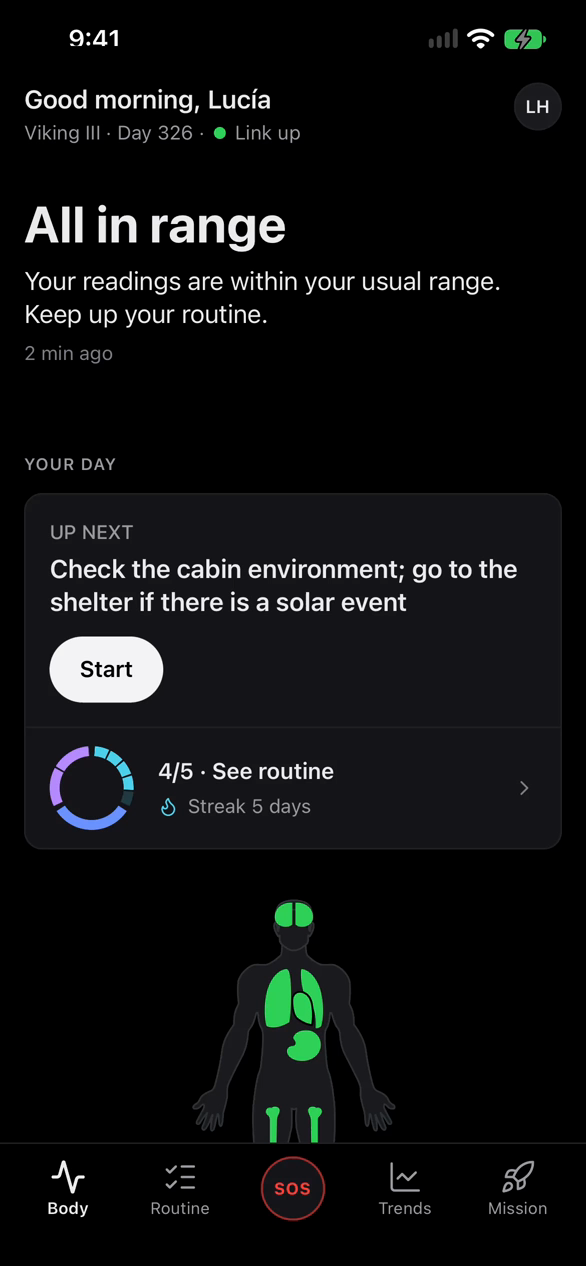 9:41
Good morning, Lucía
LH
Viking III · Day 326 · Link up
All in range
Your readings are within your usual range.
Keep up your routine.
2 min ago
YOUR DAY
UP NEXT
Check the cabin environment; go to the
shelter if there is a solar event
Start
4/5 · See routine
Streak 5 days
Body
Routine
SOS
Trends
Mission